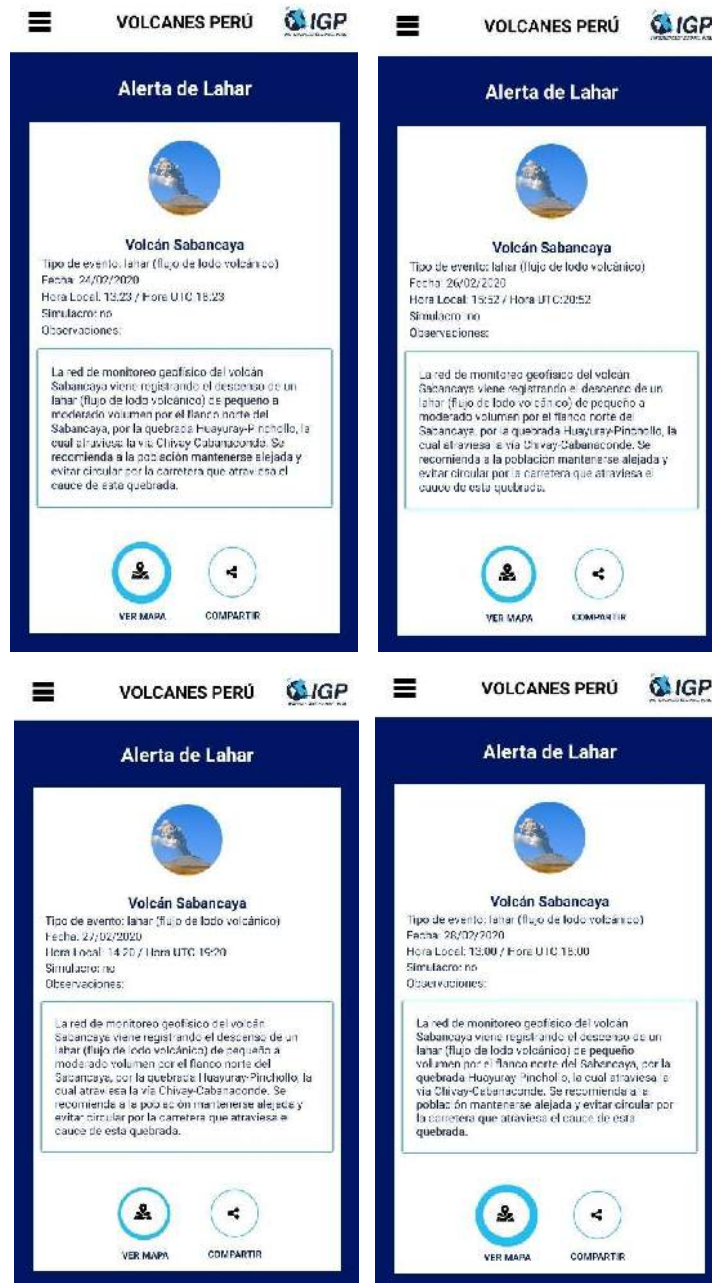 VOLCANES PERÚ
IGP
Alerta de Lahar
Volcán Sabancaya
Tipo de evento: lahar (flujo de lodo volcánico)
Fecha: 24/02/2020
Hora Local: 13:23 / Hora UTC 18:23
Simulacro: no
Observaciones:
La red de monitoreo geofísico del volcán
Sabancaya viene registrando el descenso de un
lahar (flujo de lodo volcánico) de pequeño a
moderado volumen por el flanco norte del
Sabancaya, por la quebrada Huayuray-Pinchollo, la
cual atraviesa la vía Chivay-Cabanaconde. Se
recomienda a la población mantenerse alejada y
evitar circular por la carretera que atraviesa el
cauce de esta quebrada.
VER MAPA
COMPARTIR
VOLCANES PERÚ
IGP
Alerta de Lahar
Volcán Sabancaya
Tipo de evento: lahar (flujo de lodo volcánico)
Fecha: 26/02/2020
Hora Local: 15:52 / Hora UTC:20:52
Simulacro: no
Observaciones:
La red de monitoreo geofísico del volcán
Sabancaya viene registrando el descenso de un
lahar (flujo de lodo volcánico) de pequeño a
moderado volumen por el flanco norte del
Sabancaya, por la quebrada Huayuray-Pinchollo, la
cual atraviesa la vía Chivay-Cabanaconde. Se
recomienda a la población mantenerse alejada y
evitar circular por la carretera que atraviesa el
cauce de esta quebrada.
VER MAPA
COMPARTIR
VOLCANES PERÚ
IGP
Alerta de Lahar
Volcán Sabancaya
Tipo de evento: lahar (flujo de lodo volcánico)
Fecha: 27/02/2020
Hora Local: 14:20 / Hora UTC 19:20
Simulacro: no
Observaciones:
La red de monitoreo geofísico del volcán
Sabancaya viene registrando el descenso de un
lahar (flujo de lodo volcánico) de pequeño a
moderado volumen por el flanco norte del
Sabancaya, por la quebrada Huayuray-Pinchollo, la
cual atraviesa la vía Chivay-Cabanaconde. Se
recomienda a la población mantenerse alejada y
evitar circular por la carretera que atraviesa el
cauce de esta quebrada.
VER MAPA
COMPARTIR
VOLCANES PERÚ
IGP
Alerta de Lahar
Volcán Sabancaya
Tipo de evento: lahar (flujo de lodo volcánico)
Fecha: 28/02/2020
Hora Local: 13:00 / Hora UTC 18:00
Simulacro: no
Observaciones:
La red de monitoreo geofísico del volcán
Sabancaya viene registrando el descenso de un
lahar (flujo de lodo volcánico) de pequeño
volumen por el flanco norte del Sabancaya, por la
quebrada Huayuray-Pinchollo, la cual atraviesa la
vía Chivay-Cabanaconde. Se recomienda a la
población mantenerse alejada y evitar circular por
la carretera que atraviesa el cauce de esta
quebrada.
VER MAPA
COMPARTIR